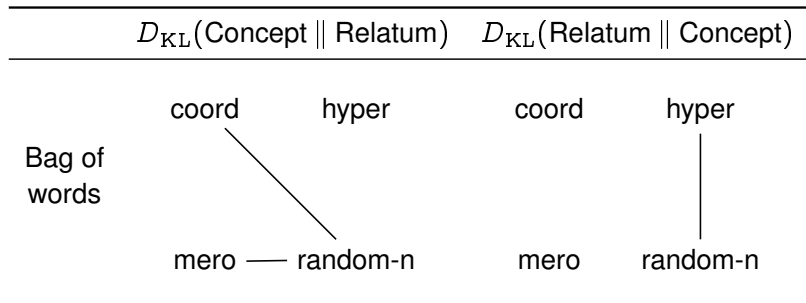 D_KL(Concept ∥ Relatum) D_KL(Relatum ∥ Concept)
coord hyper coord hyper
Bag of
words
mero random-n mero random-n